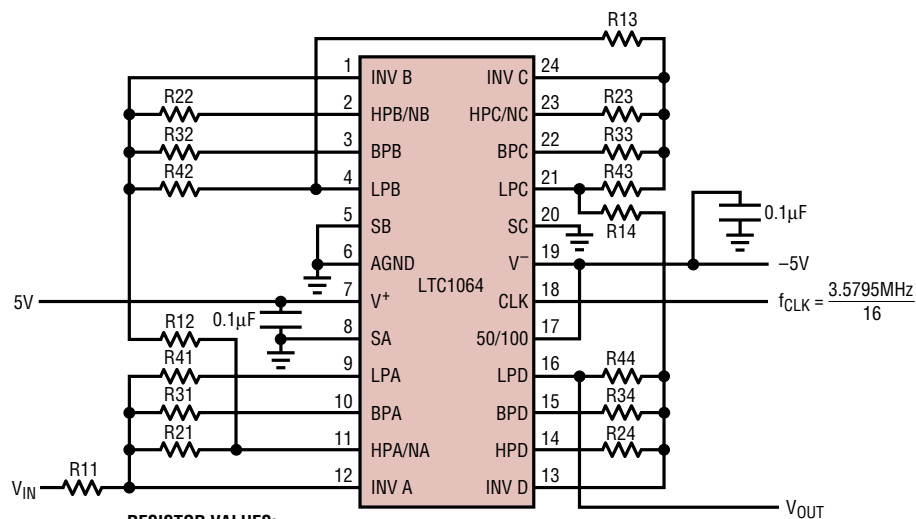 R13
1 INV B INV C 24
R22 2 HPB/NB HPC/NC 23 R23
R32 3 BPB BPC 22 R33
R42 4 LPB LPC 21 R43
R14
5 SB SC 20
0.1µF
6 AGND V– 19 –5V
LTC1064
5V 7 V+ CLK 18 fCLK = 3.5795MHz
16
R12 0.1µF 8 SA 50/100 17
R41 9 LPA LPD 16 R44
R31 10 BPA BPD 15 R34
R21 11 HPA/NA HPD 14 R24
VIN R11 12 INV A INV D 13
VOUT